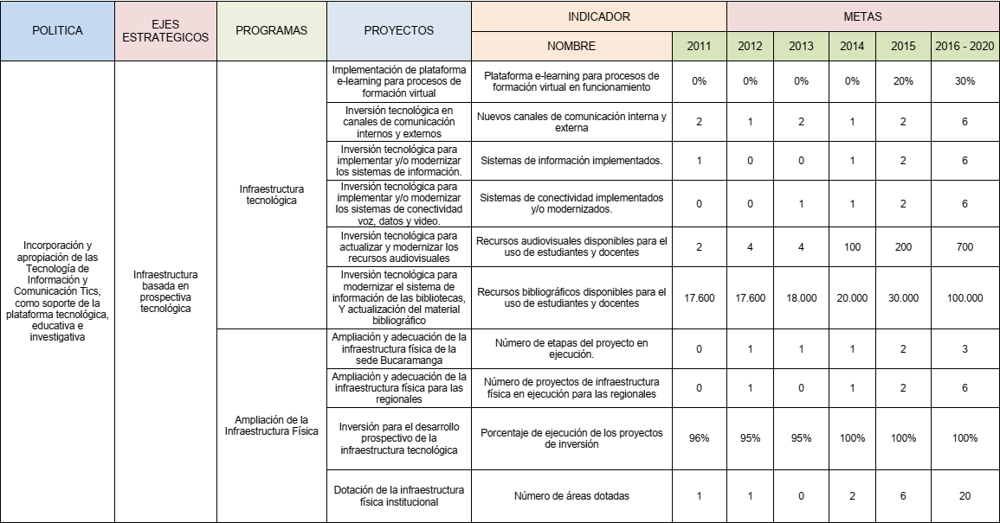 POLITICA
EJES
ESTRATEGICOS
PROGRAMAS
PROYECTOS
INDICADOR
METAS
NOMBRE
2011
2012
2013
2014
2015
2016 - 2020
Incorporación y
apropiación de las
Tecnología de
Información y
Comunicación Tics,
como soporte de la
plataforma tecnológica,
educativa e
investigativa
Infraestructura
basada en
prospectiva
tecnológica
Infraestructura
tecnológica
Implementación de plataforma
e-learning para procesos de
formación virtual
Plataforma e-learning para procesos de
formación virtual en funcionamiento
0%
0%
0%
0%
20%
30%
Inversión tecnológica en
canales de comunicación
internos y externos
Nuevos canales de comunicación interna y
externa
2
1
2
1
2
6
Inversión tecnológica para
implementar y/o modernizar
los sistemas de información.
Sistemas de información implementados.
1
0
0
1
2
6
Inversión tecnológica para
implementar y/o modernizar
los sistemas de conectividad
voz, datos y video.
Sistemas de conectividad implementados
y/o modernizados.
0
0
1
1
2
6
Inversión tecnológica para
actualizar y modernizar los
recursos audiovisuales
Recursos audiovisuales disponibles para el
uso de estudiantes y docentes
2
4
4
100
200
700
Inversión tecnológica para
modernizar el sistema de
información de las bibliotecas,
Y actualización del material
bibliográfico
Recursos bibliográficos disponibles para el
uso de estudiantes y docentes
17.600
17.600
18.000
20.000
30.000
100.000
Ampliación de la
Infraestructura Física
Ampliación y adecuación de la
infraestructura física de la
sede Bucaramanga
Número de etapas del proyecto en
ejecución.
0
1
1
1
2
3
Ampliación y adecuación de la
infraestructura física para las
regionales
Número de proyectos de infraestructura
física en ejecución para las regionales
0
1
0
1
2
6
Inversión para el desarrollo
prospectivo de la
infraestructura tecnológica
Porcentaje de ejecución de los proyectos
de inversión
96%
95%
95%
100%
100%
100%
Dotación de la infraestructura
física institucional
Número de áreas dotadas
1
1
0
2
6
20